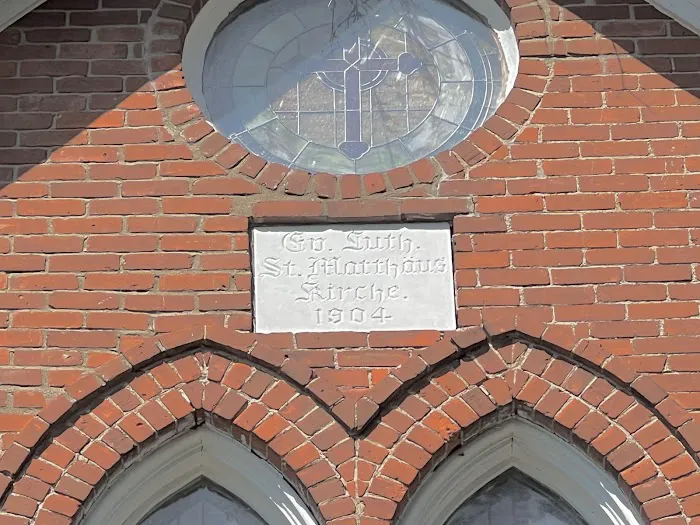 Ev. Luth.
St. Matthäus
Kirche.
1904